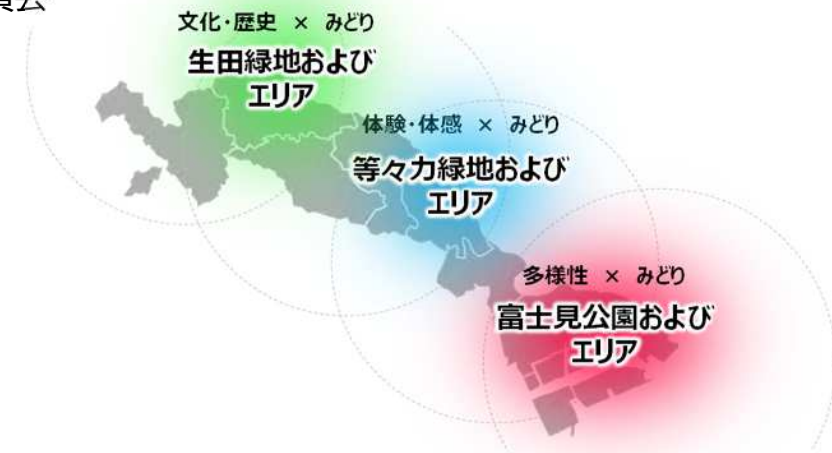 文化・歴史 × みどり
生田緑地および
エリア
体験・体感 × みどり
等々力緑地および
エリア
多様性 × みどり
富士見公園および
エリア